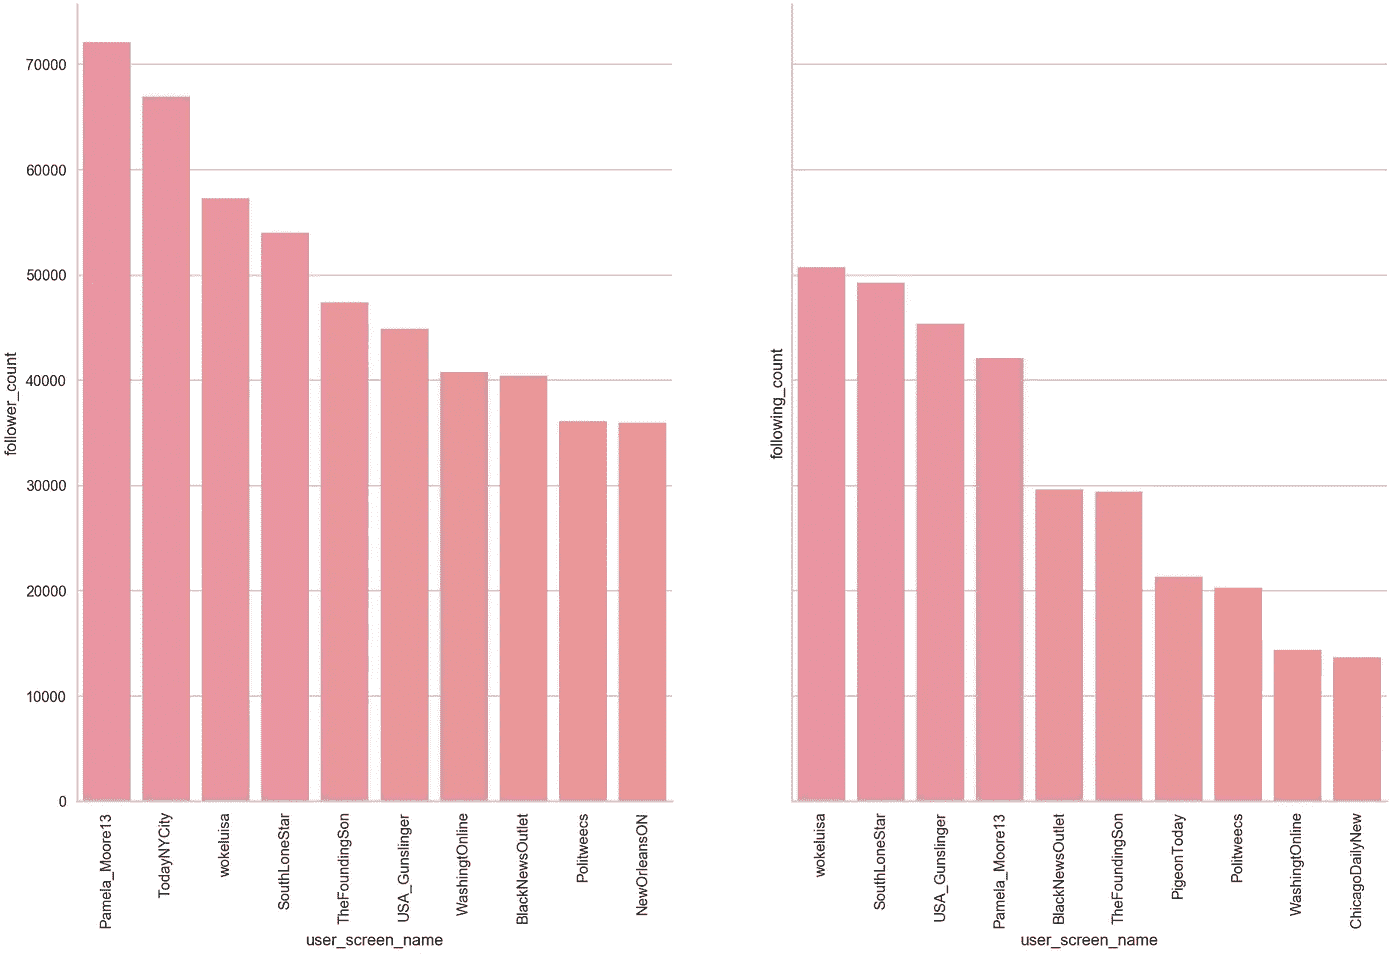 70000
60000
50000
40000
30000
20000
10000
0
follower_count
Pamela_Moore13
TodayNYCity
wokeluisa
SouthLoneStar
TheFoundingSon
USA_Gunslinger
WashingtOnline
BlackNewsOutlet
Politweecs
NewOrleansON
user_screen_name
following_count
wokeluisa
SouthLoneStar
USA_Gunslinger
Pamela_Moore13
BlackNewsOutlet
TheFoundingSon
PigeonToday
Politweecs
WashingtOnline
ChicagoDailyNew
user_screen_name